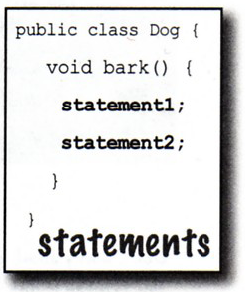 public class Dog {
void bark() {
statement1;
statement2;
}
}
statements